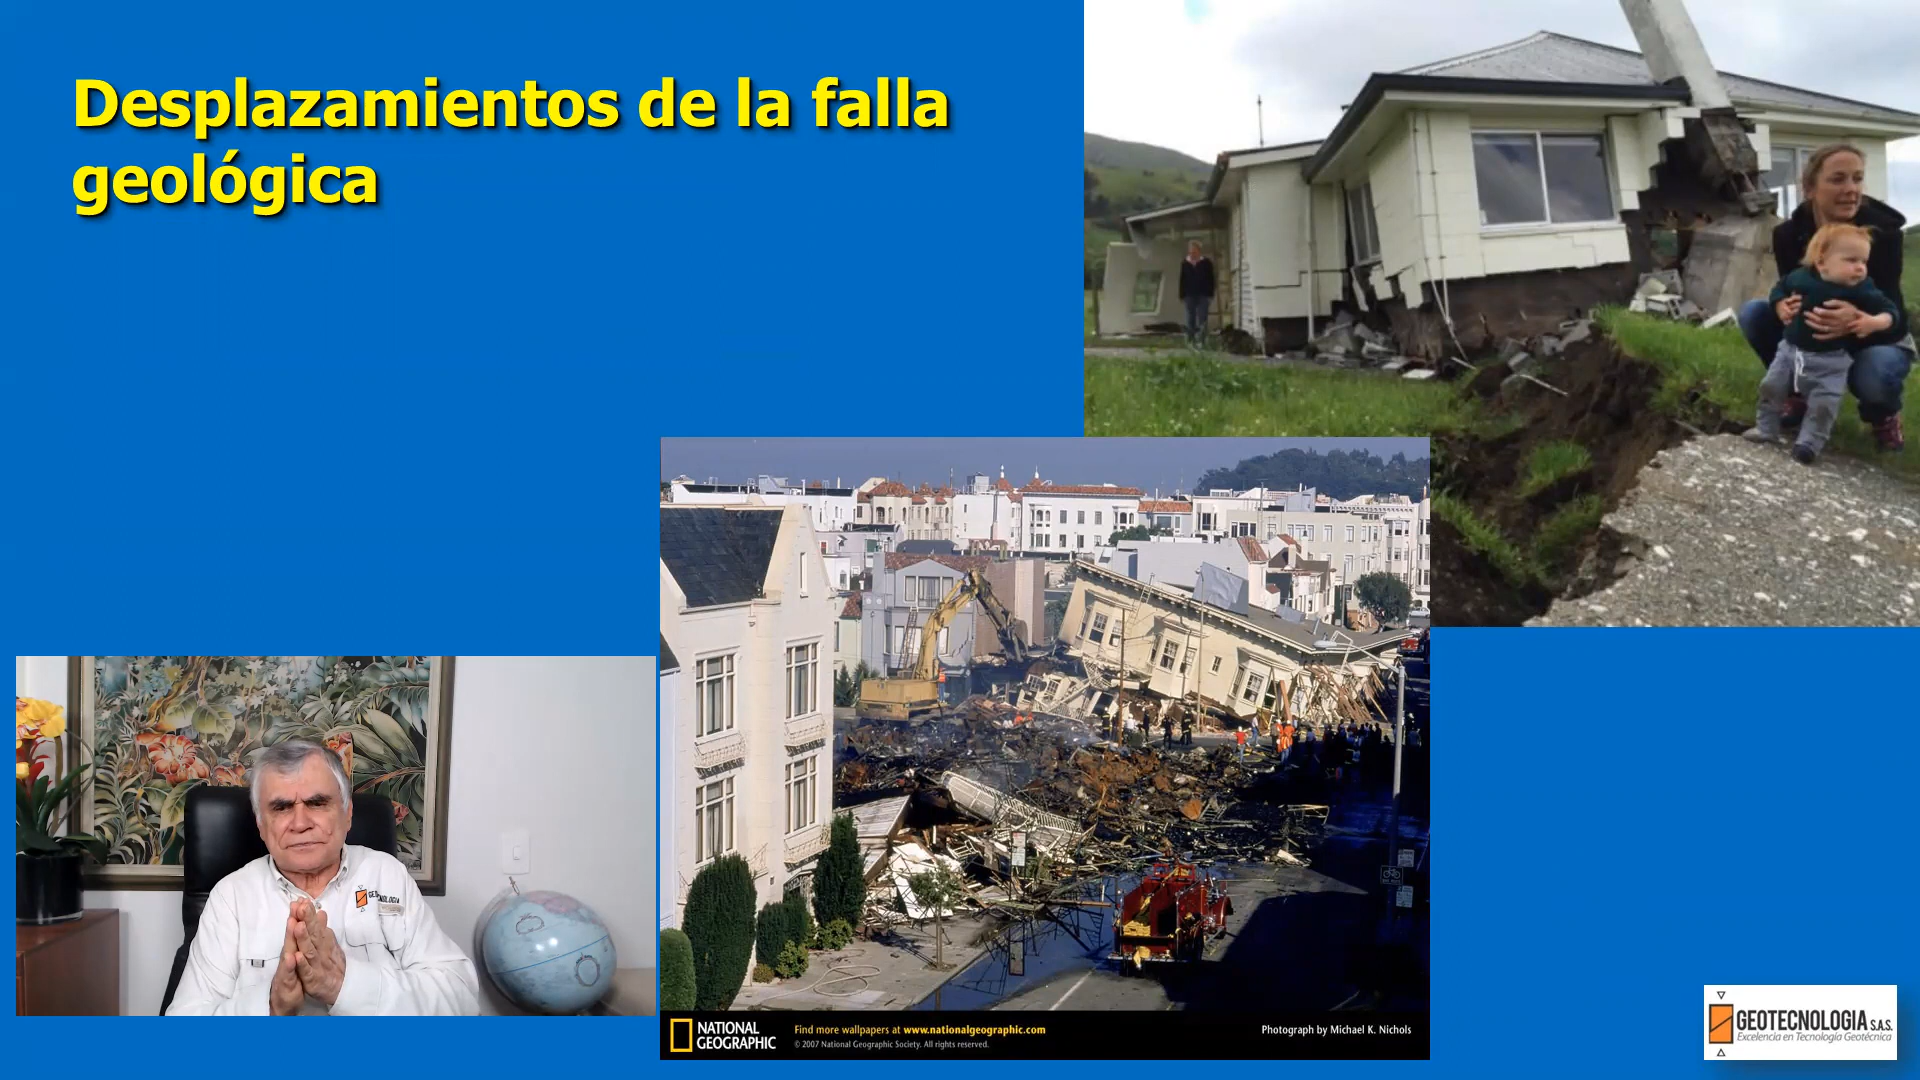 Desplazamientos de la falla
geológica
GEOTECNOLOGIA
NATIONAL
GEOGRAPHIC
Find more wallpapers at www.nationalgeographic.com
© 2007 National Geographic Society. All rights reserved.
Photograph by Michael K. Nichols
GEOTECNOLOGIA S.A.S.
Excelencia en Tecnología Geotécnica